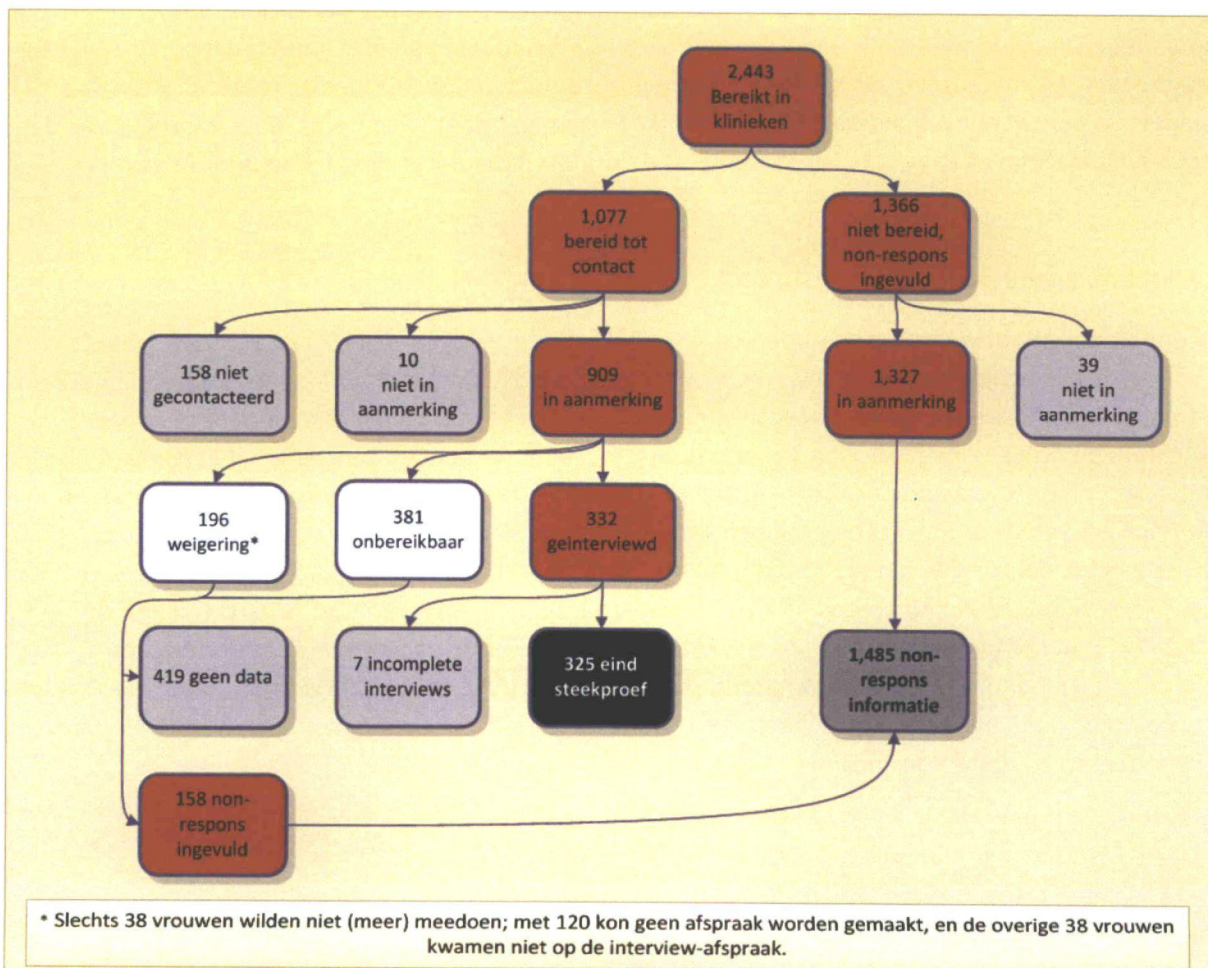 2,443
Bereikt in
klinieken
1,077
bereid tot
contact
1,366
niet bereid,
non-respons
ingevuld
158 niet
gecontacteerd
10
niet in
aanmerking
909
in aanmerking
1,327
in aanmerking
39
niet in
aanmerking
196
weigering*
381
onbereikbaar
332
geinterviewd
419 geen data
7 incomplete
interviews
325 eind
steekproef
1,485 non-
respons
informatie
158 non-
respons
ingevuld
* Slechts 38 vrouwen wilden niet (meer) meedoen; met 120 kon geen afspraak worden gemaakt, en de overige 38 vrouwen
kwamen niet op de interview-afspraak.